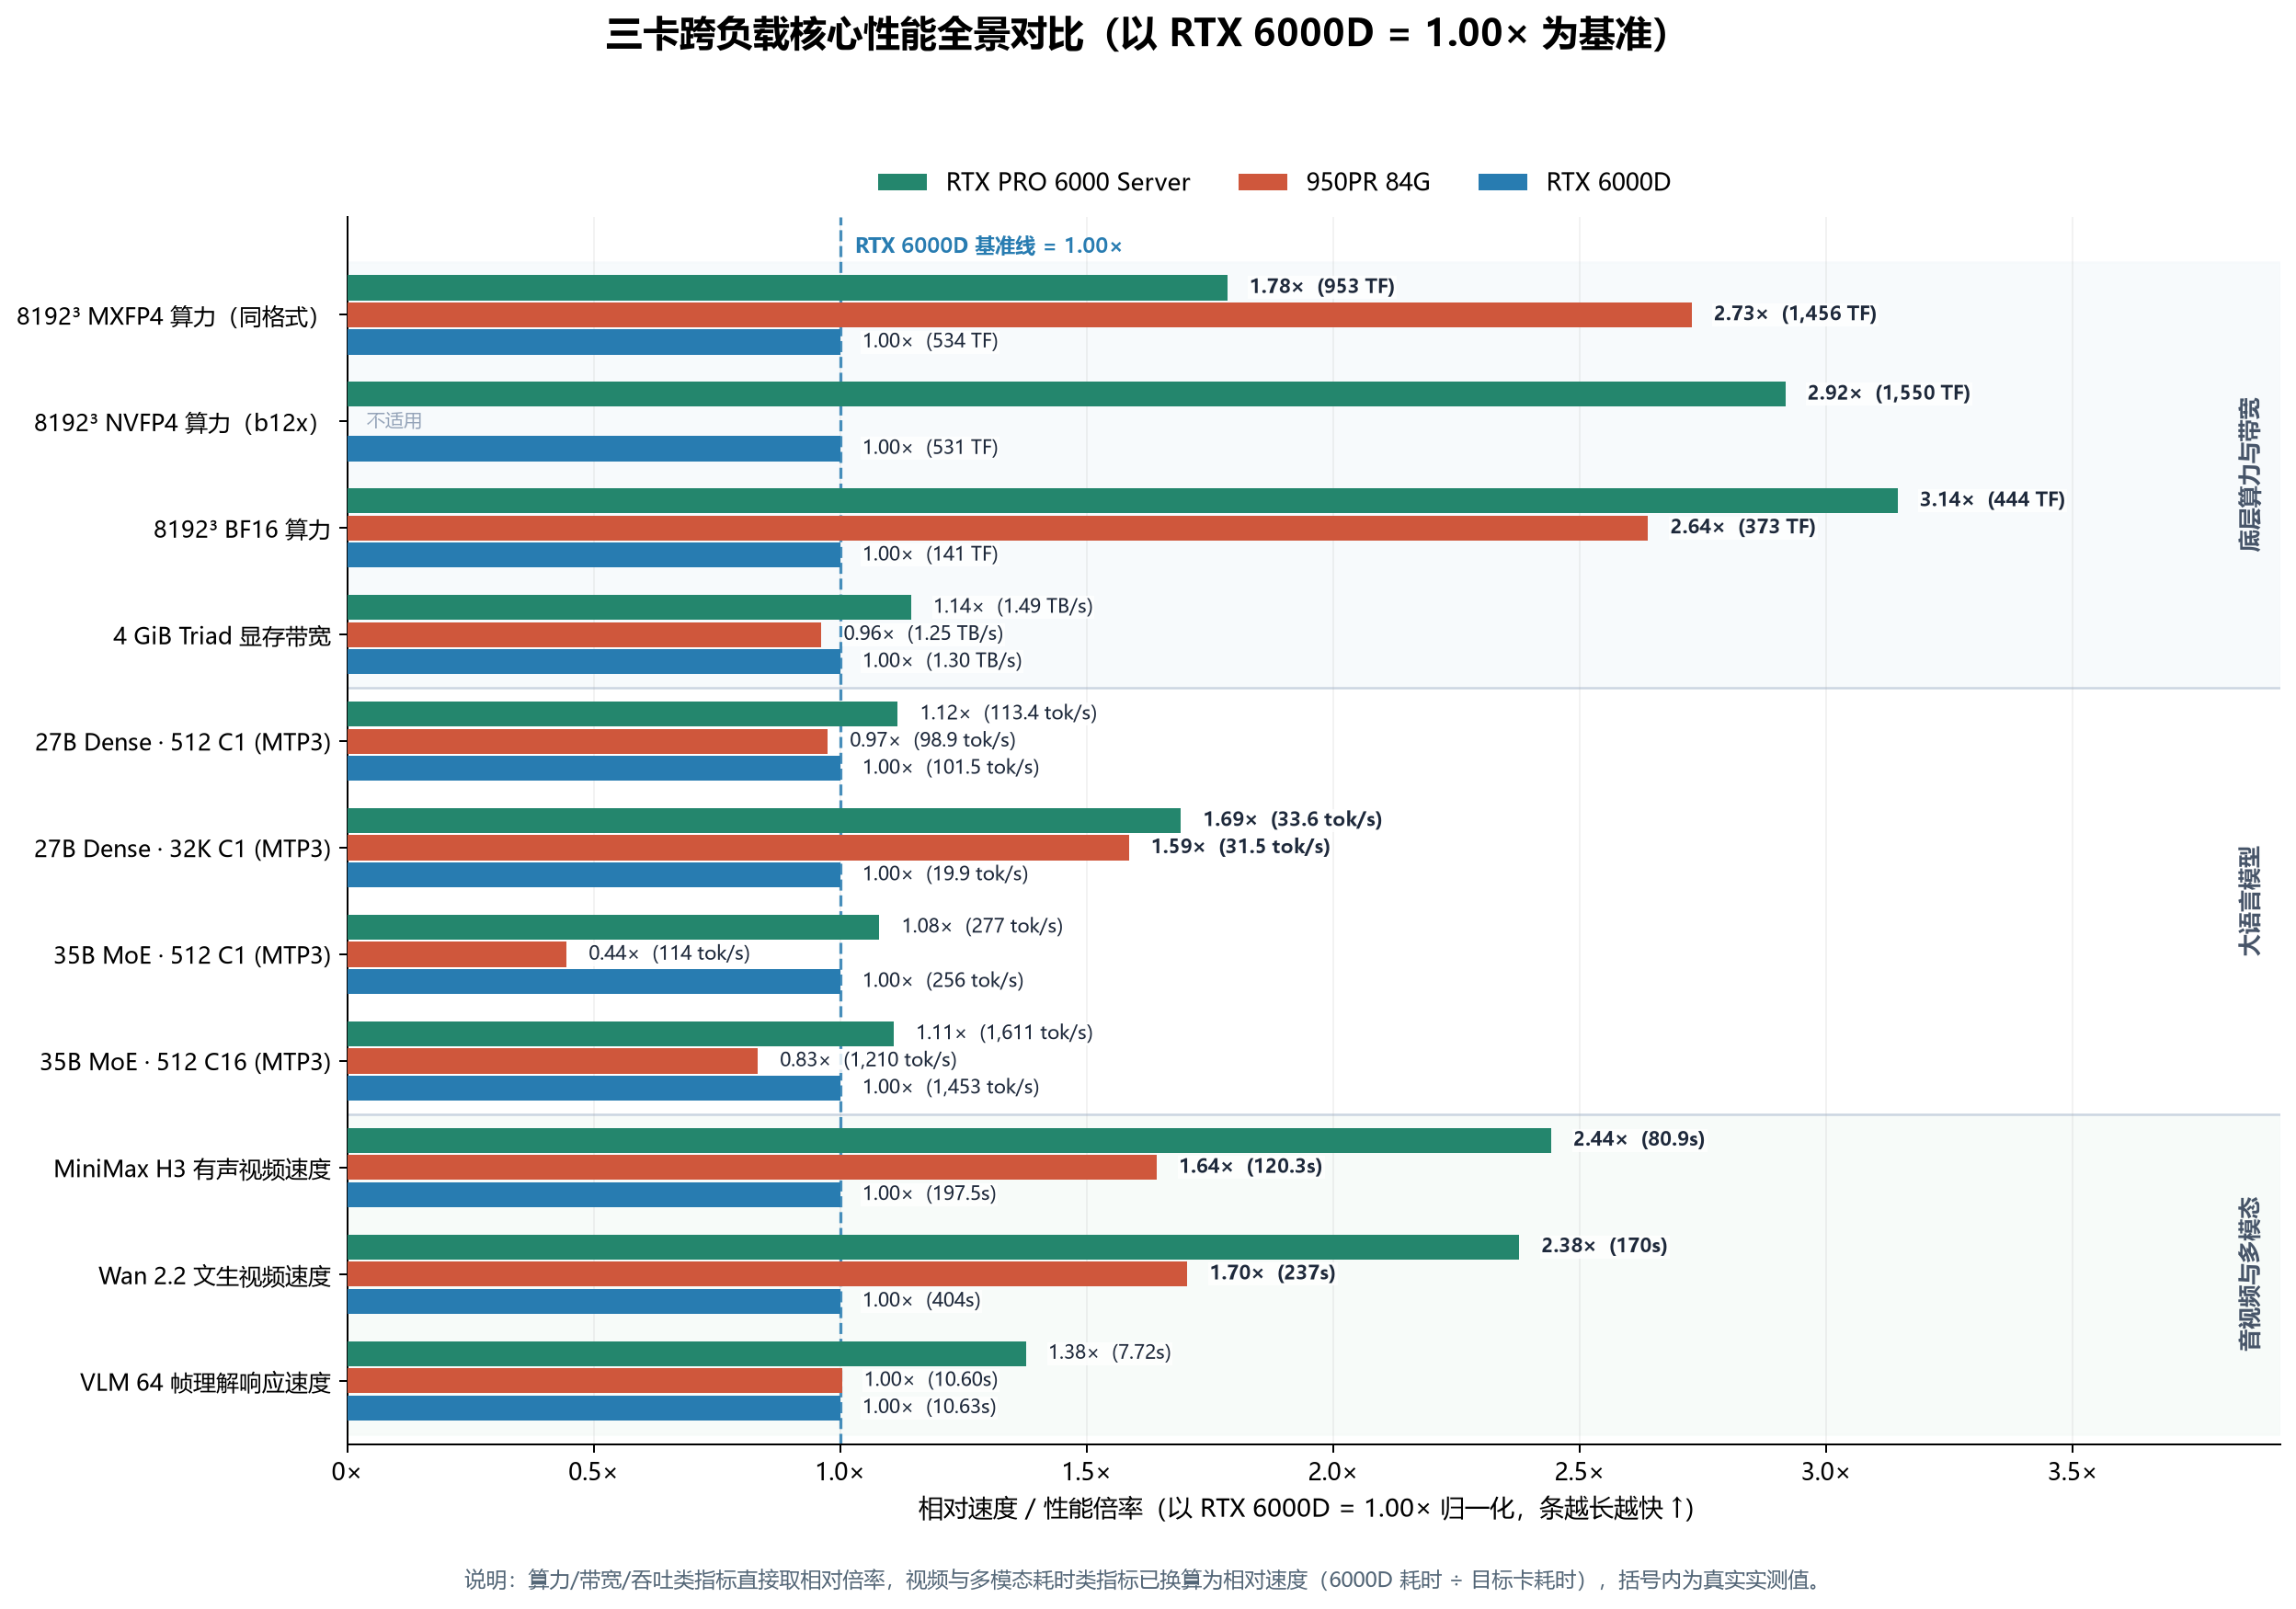 三卡跨负载核心性能全景对比（以 RTX 6000D = 1.00× 为基准）
RTX PRO 6000 Server
950PR 84G
RTX 6000D
RTX 6000D 基准线 = 1.00×
8192³ MXFP4 算力（同格式）
1.78× (953 TF)
2.73× (1,456 TF)
1.00× (534 TF)
8192³ NVFP4 算力（b12x）
2.92× (1,550 TF)
不适用
1.00× (531 TF)
8192³ BF16 算力
3.14× (444 TF)
2.64× (373 TF)
1.00× (141 TF)
4 GiB Triad 显存带宽
1.14× (1.49 TB/s)
0.96× (1.25 TB/s)
1.00× (1.30 TB/s)
底层算力与带宽
27B Dense · 512 C1 (MTP3)
1.12× (113.4 tok/s)
0.97× (98.9 tok/s)
1.00× (101.5 tok/s)
27B Dense · 32K C1 (MTP3)
1.69× (33.6 tok/s)
1.59× (31.5 tok/s)
1.00× (19.9 tok/s)
35B MoE · 512 C1 (MTP3)
1.08× (277 tok/s)
0.44× (114 tok/s)
1.00× (256 tok/s)
35B MoE · 512 C16 (MTP3)
1.11× (1,611 tok/s)
0.83× (1,210 tok/s)
1.00× (1,453 tok/s)
大语言模型
MiniMax H3 有声视频速度
2.44× (80.9s)
1.64× (120.3s)
1.00× (197.5s)
Wan 2.2 文生视频速度
2.38× (170s)
1.70× (237s)
1.00× (404s)
VLM 64 帧理解响应速度
1.38× (7.72s)
1.00× (10.60s)
1.00× (10.63s)
音视频与多模态
0× 0.5× 1.0× 1.5× 2.0× 2.5× 3.0× 3.5×
相对速度 / 性能倍率（以 RTX 6000D = 1.00× 归一化，条越长越快 ↑）
说明：算力/带宽/吞吐类指标直接取相对倍率，视频与多模态耗时类指标已换算为相对速度（6000D 耗时 ÷ 目标卡耗时），括号内为真实实测值。